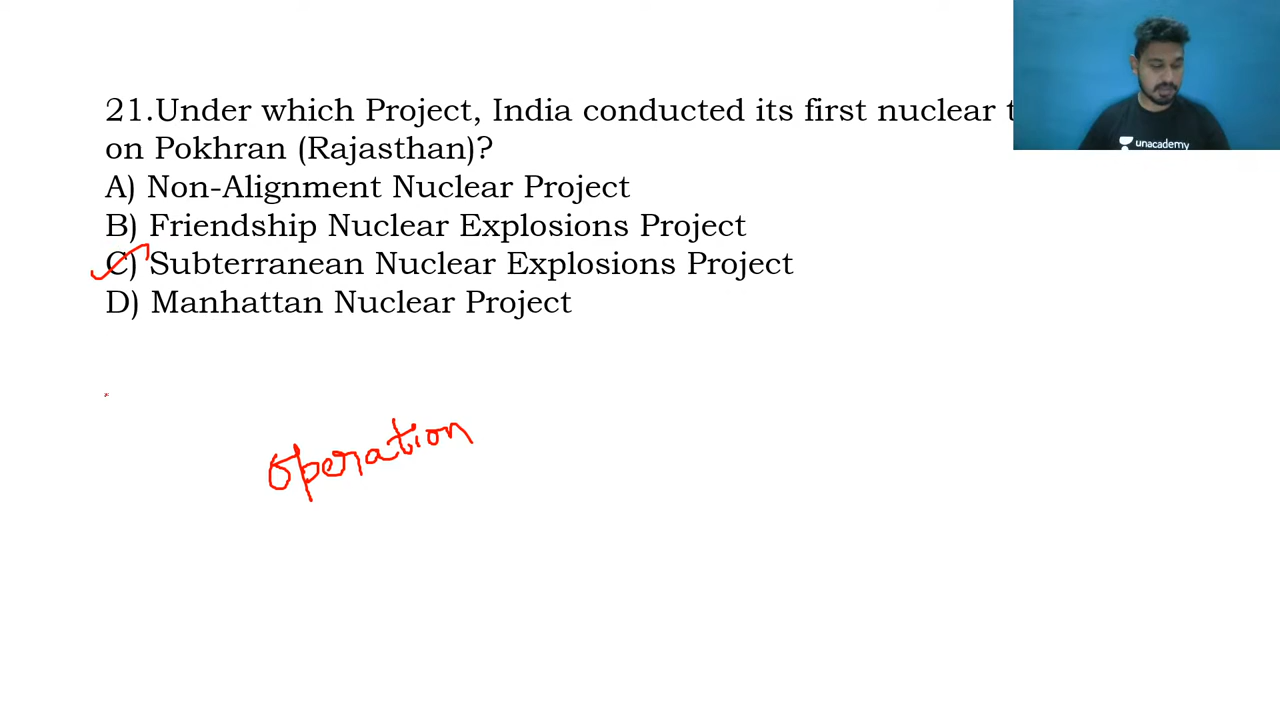 21.Under which Project, India conducted its first nuclear t
on Pokhran (Rajasthan)?
A) Non-Alignment Nuclear Project
B) Friendship Nuclear Explosions Project
C) Subterranean Nuclear Explosions Project
D) Manhattan Nuclear Project
operation
unacademy